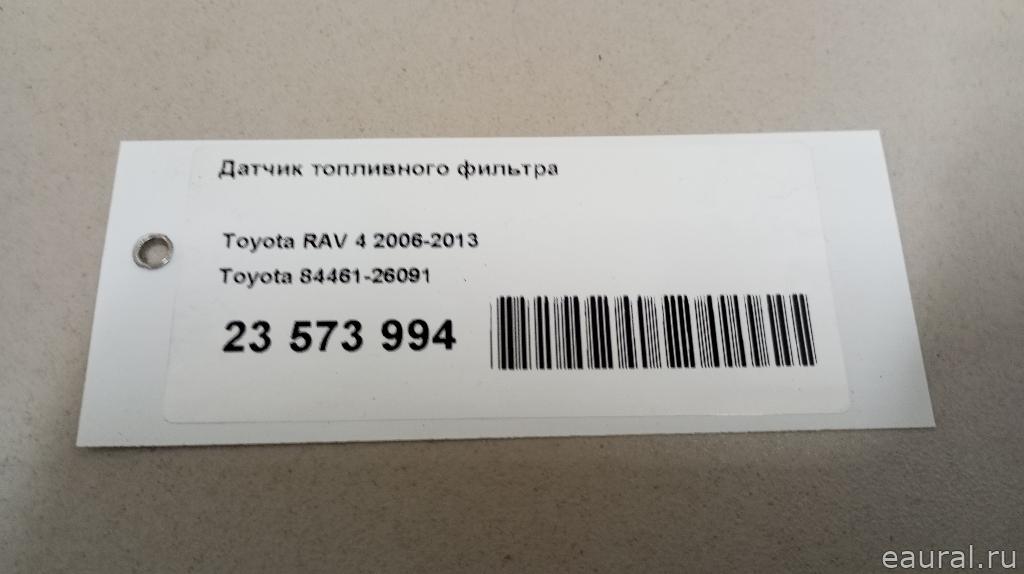 Датчик топливного фильтра
Toyota RAV 4 2006-2013
Toyota 84461-26091
23 573 994
eaural.ru